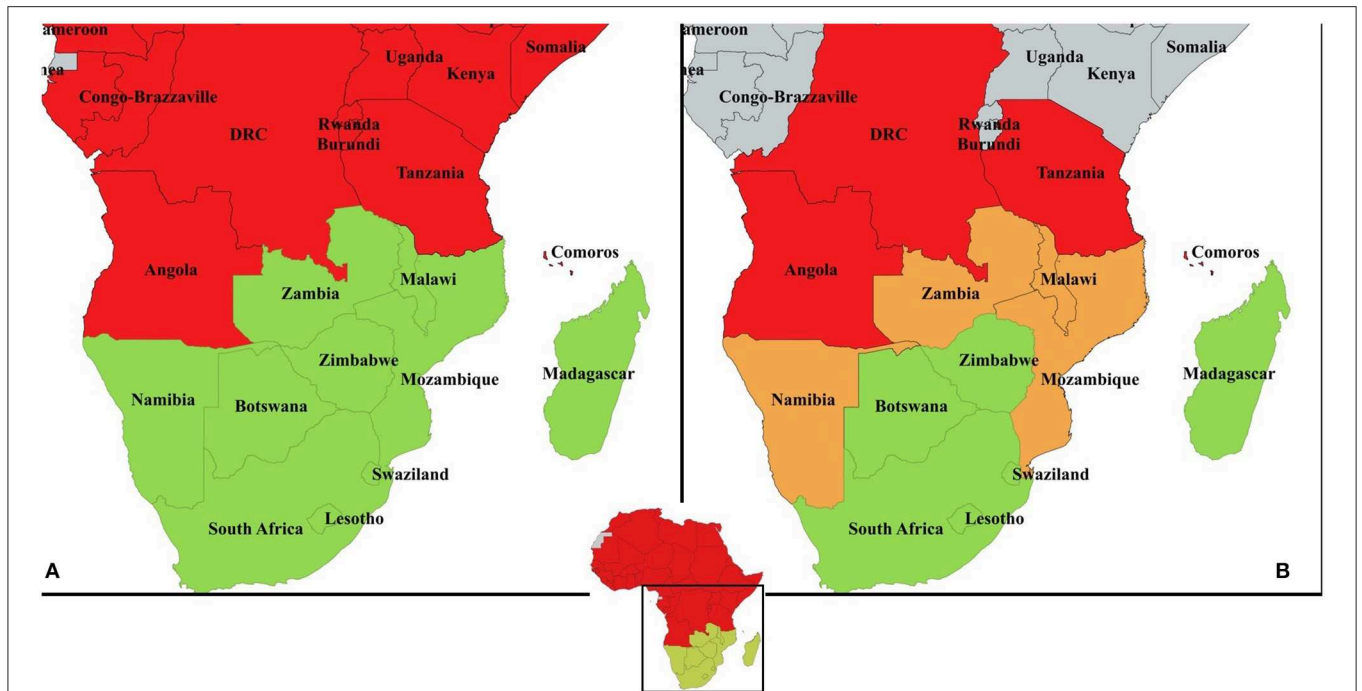 ameroon
Uganda
Somalia
Kenya
nea
Congo-Brazzaville
DRC
Rwanda
Burundi
Tanzania
Comoros
Angola
Malawi
Zambia
Zimbabwe
Mozambique
Madagascar
Namibia
Botswana
Swaziland
Lesotho
South Africa
A
ameroon
Uganda
Somalia
Kenya
nea
Congo-Brazzaville
DRC
Rwanda
Burundi
Tanzania
Comoros
Angola
Malawi
Zambia
Zimbabwe
Mozambique
Madagascar
Namibia
Botswana
Swaziland
Lesotho
South Africa
B